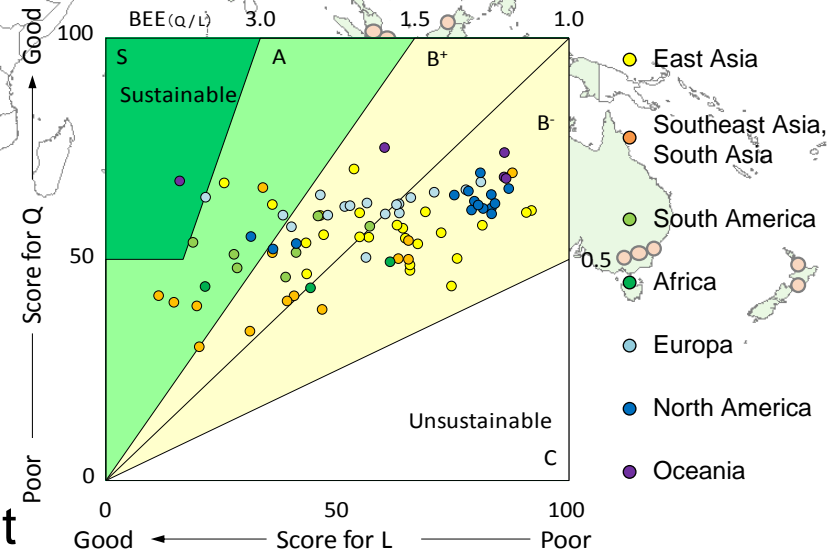 BEE(Q/L) 3.0 1.5 1.0
Good
100
S
A
B+
B-
Sustainable
Score for Q
50
0.5
Unsustainable
C
0
Poor
0 50 100
Good Score for L Poor
t
East Asia
Southeast Asia,
South Asia
South America
Africa
Europa
North America
Oceania